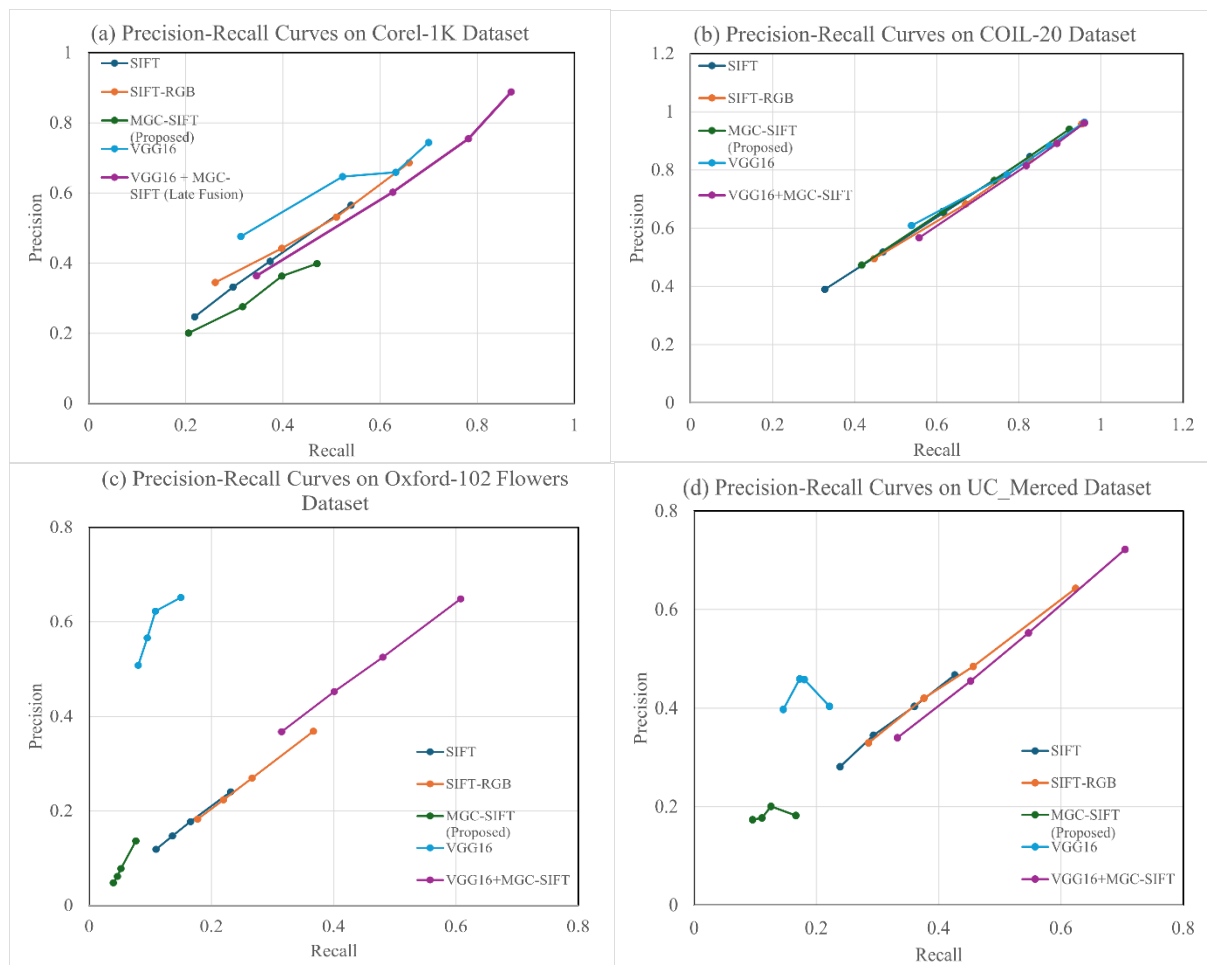 (a) Precision-Recall Curves on Corel-1K Dataset
1
0.8
0.6
0.4
0.2
0
Precision
SIFT
SIFT-RGB
MGC-SIFT
(Proposed)
VGG16
VGG16 + MGC-
SIFT (Late Fusion)
0 0.2 0.4 0.6 0.8 1
Recall
(b) Precision-Recall Curves on COIL-20 Dataset
1.2
1
0.8
0.6
0.4
0.2
0
Precision
SIFT
SIFT-RGB
MGC-SIFT
(Proposed)
VGG16
VGG16+MGC-SIFT
0 0.2 0.4 0.6 0.8 1 1.2
Recall
(c) Precision-Recall Curves on Oxford-102 Flowers
Dataset
0.8
0.6
0.4
0.2
0
Precision
SIFT
SIFT-RGB
MGC-SIFT
(Proposed)
VGG16
VGG16+MGC-SIFT
0 0.2 0.4 0.6 0.8
Recall
(d) Precision-Recall Curves on UC_Merced Dataset
0.8
0.6
0.4
0.2
0
Precision
SIFT
SIFT-RGB
MGC-SIFT
(Proposed)
VGG16
VGG16+MGC-SIFT
0 0.2 0.4 0.6 0.8
Recall